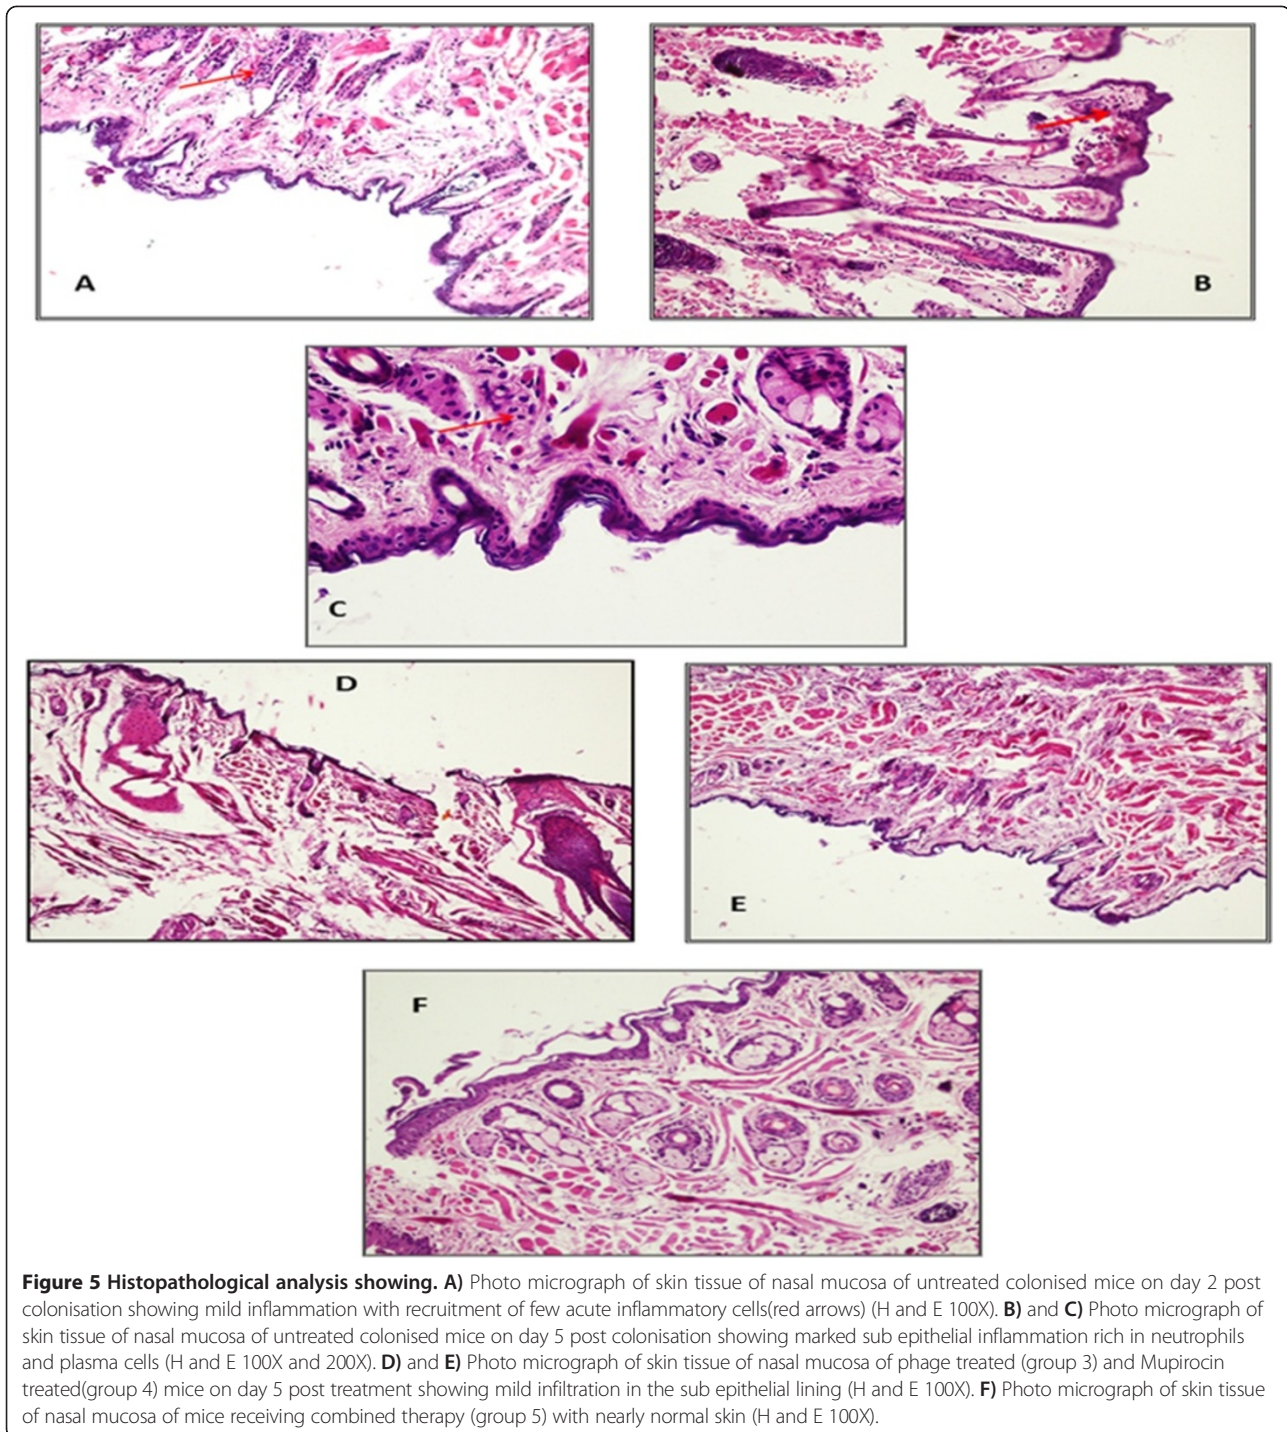 A
B
C
D
E
F
Figure 5 Histopathological analysis showing. A) Photo micrograph of skin tissue of nasal mucosa of untreated colonised mice on day 2 post
colonisation showing mild inflammation with recruitment of few acute inflammatory cells(red arrows) (H and E 100X). B) and C) Photo micrograph of
skin tissue of nasal mucosa of untreated colonised mice on day 5 post colonisation showing marked sub epithelial inflammation rich in neutrophils
and plasma cells (H and E 100X and 200X). D) and E) Photo micrograph of skin tissue of nasal mucosa of phage treated (group 3) and Mupirocin
treated(group 4) mice on day 5 post treatment showing mild infiltration in the sub epithelial lining (H and E 100X). F) Photo micrograph of skin tissue
of nasal mucosa of mice receiving combined therapy (group 5) with nearly normal skin (H and E 100X).